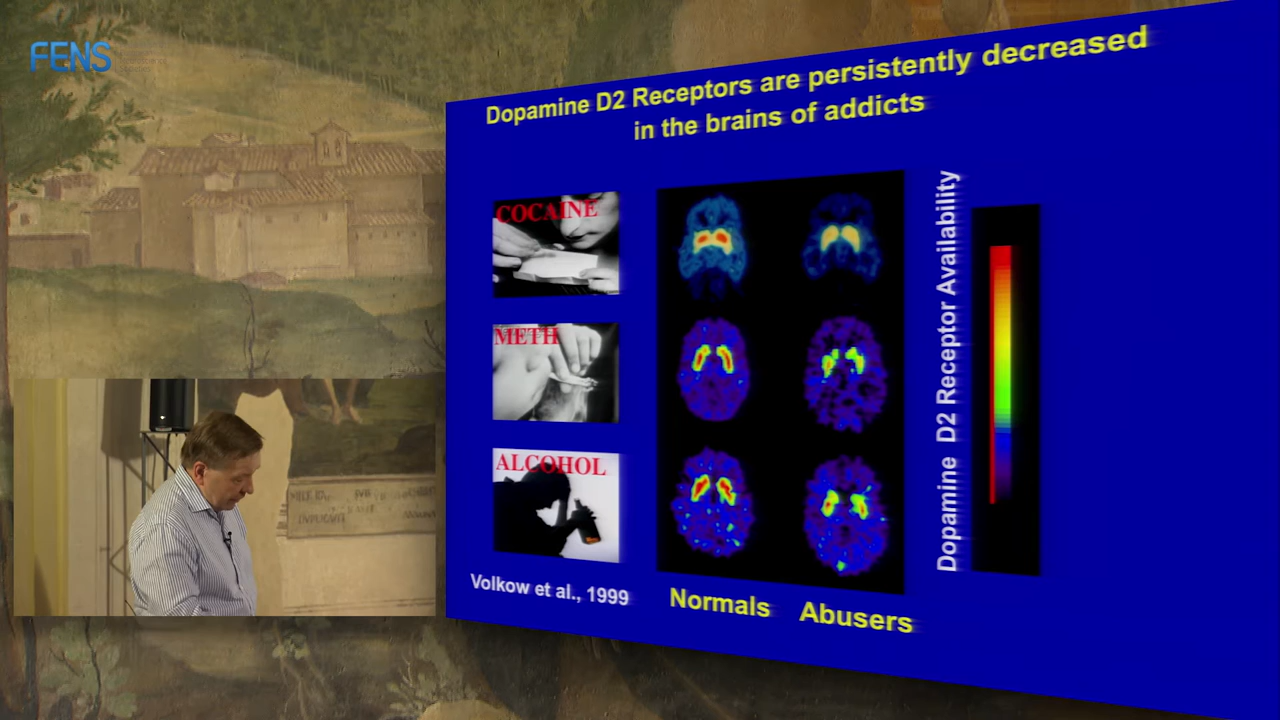 FENS
Dopamine D2 Receptors are persistently decreased
in the brains of addicts
COCAINE
METH
ALCOHOL
Volkow et al., 1999
Normals Abusers
Dopamine D2 Receptor Availability